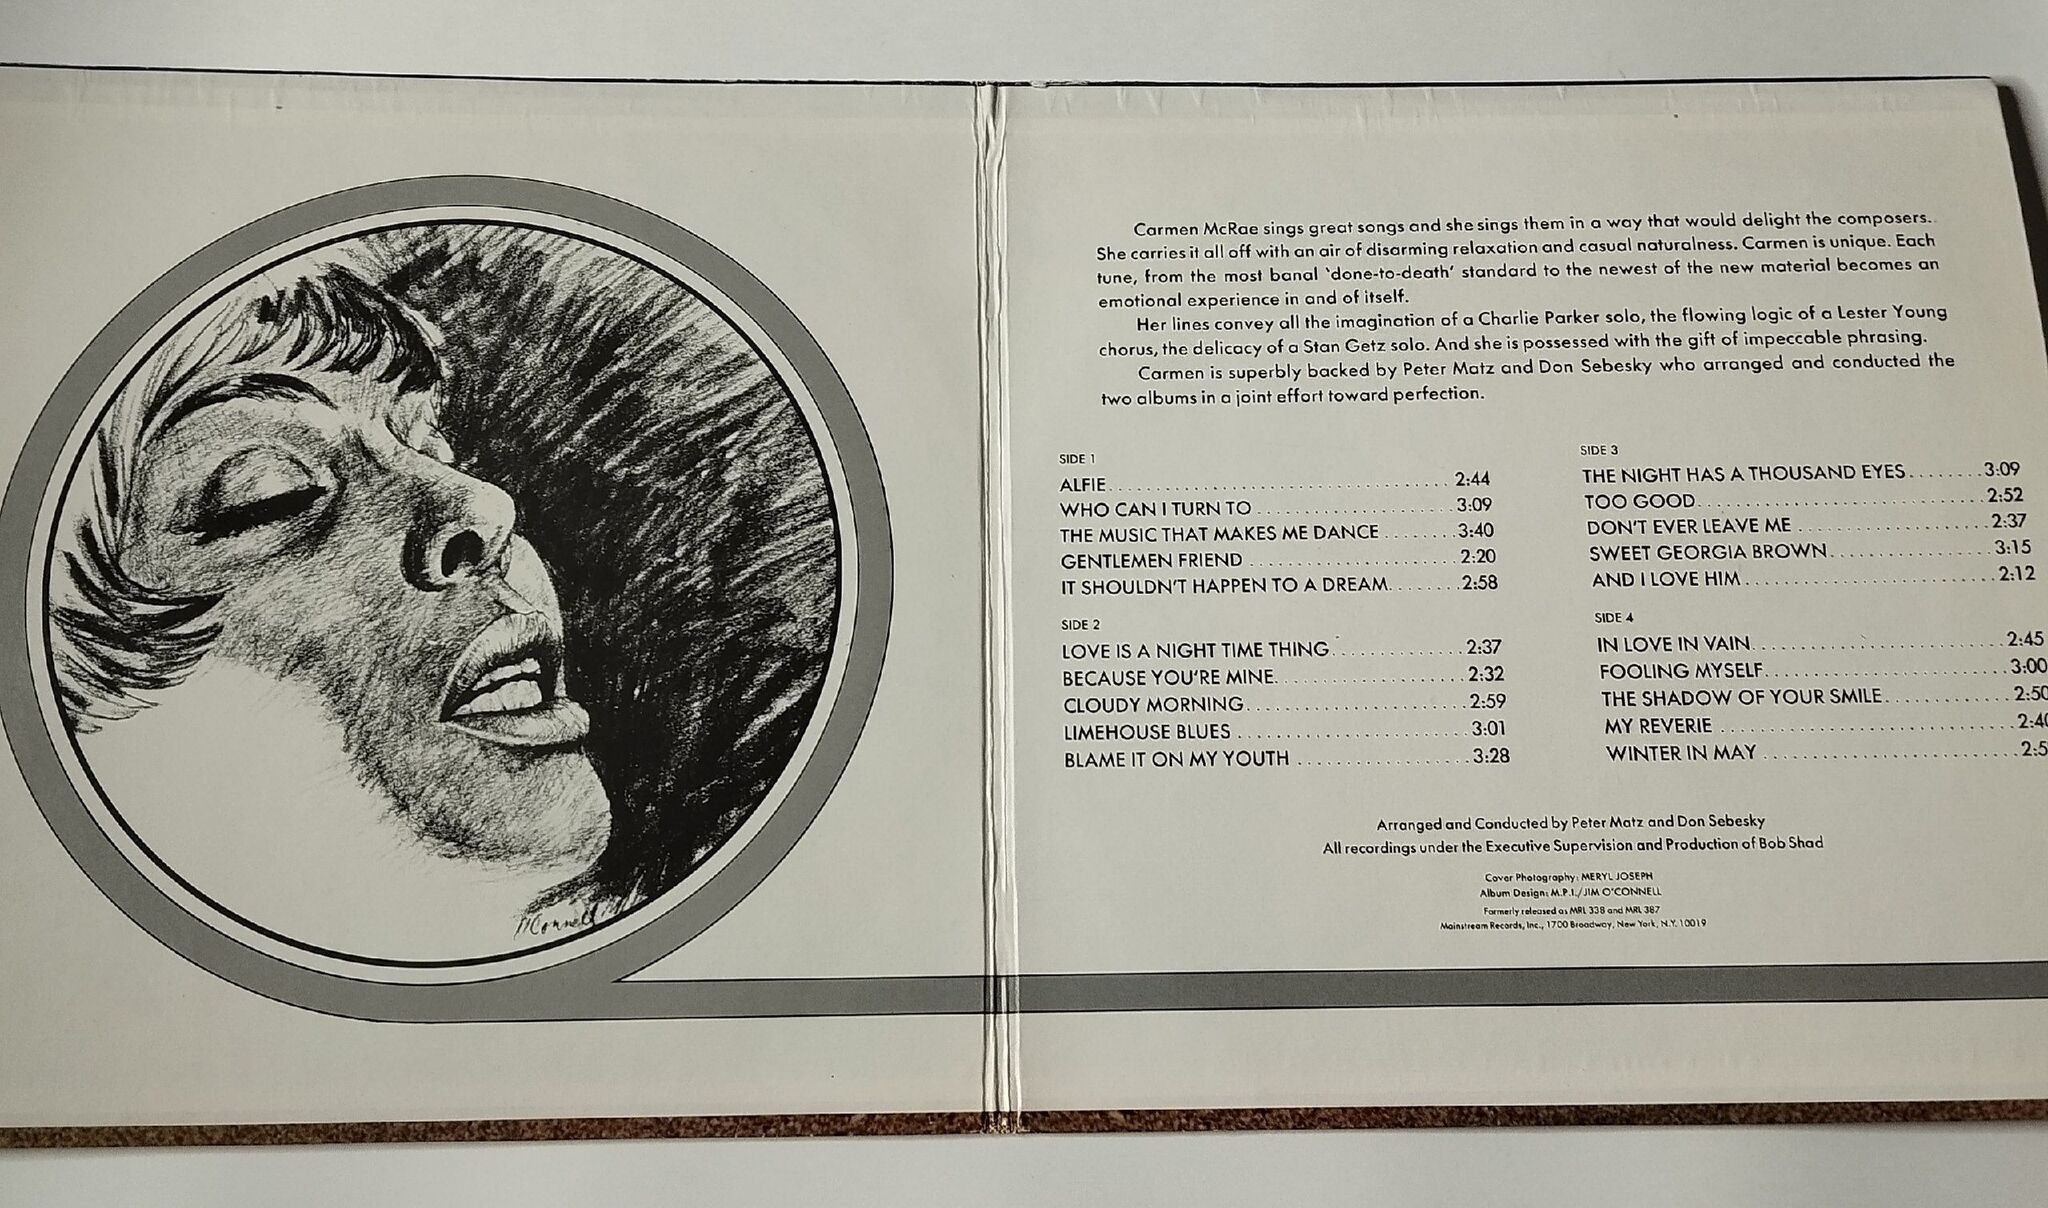 Carmen McRae sings great songs and she sings them in a way that would delight the composers.
She carries it all off with an air of disarming relaxation and casual naturalness. Carmen is unique. Each
tune, from the most banal 'done-to-death' standard to the newest of the new material becomes an
emotional experience in and of itself.
Her lines convey all the imagination of a Charlie Parker solo, the flowing logic of a Lester Young
chorus, the delicacy of a Stan Getz solo. And she is possessed with the gift of impeccable phrasing.
Carmen is superbly backed by Peter Matz and Don Sebesky who arranged and conducted the
two albums in a joint effort toward perfection.
SIDE 1
ALFIE 2:44
WHO CAN I TURN TO 3:09
THE MUSIC THAT MAKES ME DANCE 3:40
GENTLEMEN FRIEND 2:20
IT SHOULDN'T HAPPEN TO A DREAM 2:58
SIDE 2
LOVE IS A NIGHT TIME THING 2:37
BECAUSE YOU'RE MINE 2:32
CLOUDY MORNING 2:59
LIMEHOUSE BLUES 3:01
BLAME IT ON MY YOUTH 3:28
SIDE 3
THE NIGHT HAS A THOUSAND EYES 3:09
TOO GOOD 2:52
DON'T EVER LEAVE ME 2:37
SWEET GEORGIA BROWN 3:15
AND I LOVE HIM 2:12
SIDE 4
IN LOVE IN VAIN 2:45
FOOLING MYSELF 3:00
THE SHADOW OF YOUR SMILE 2:50
MY REVERIE
WINTER IN MAY
Arranged and Conducted by Peter Matz and Don Sebesky
All recordings under the Executive Supervision and Production of Bob Shad
Cover Photography: MERYL JOSEPH
Album Design: M.P.I./JIM O'CONNELL
Formerly released as MRL 338 and MRL 387
Mainstream Records, Inc., 1700 Broadway, New York, N.Y. 10019
O'Connell